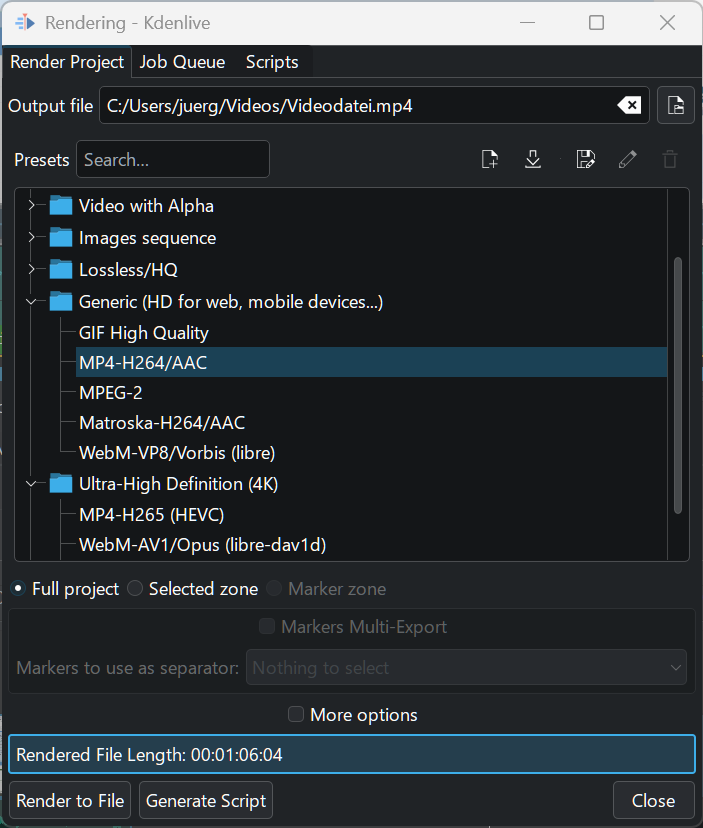 Rendering - Kdenlive
Render Project Job Queue Scripts
Output file C:/Users/juerg/Videos/Videodatei.mp4
Presets Search...
Video with Alpha
Images sequence
Lossless/HQ
Generic (HD for web, mobile devices...)
GIF High Quality
MP4-H264/AAC
MPEG-2
Matroska-H264/AAC
WebM-VP8/Vorbis (libre)
Ultra-High Definition (4K)
MP4-H265 (HEVC)
WebM-AV1/Opus (libre-dav1d)
Full project Selected zone Marker zone
Markers Multi-Export
Markers to use as separator: Nothing to select
More options
Rendered File Length: 00:01:06:04
Render to File Generate Script Close